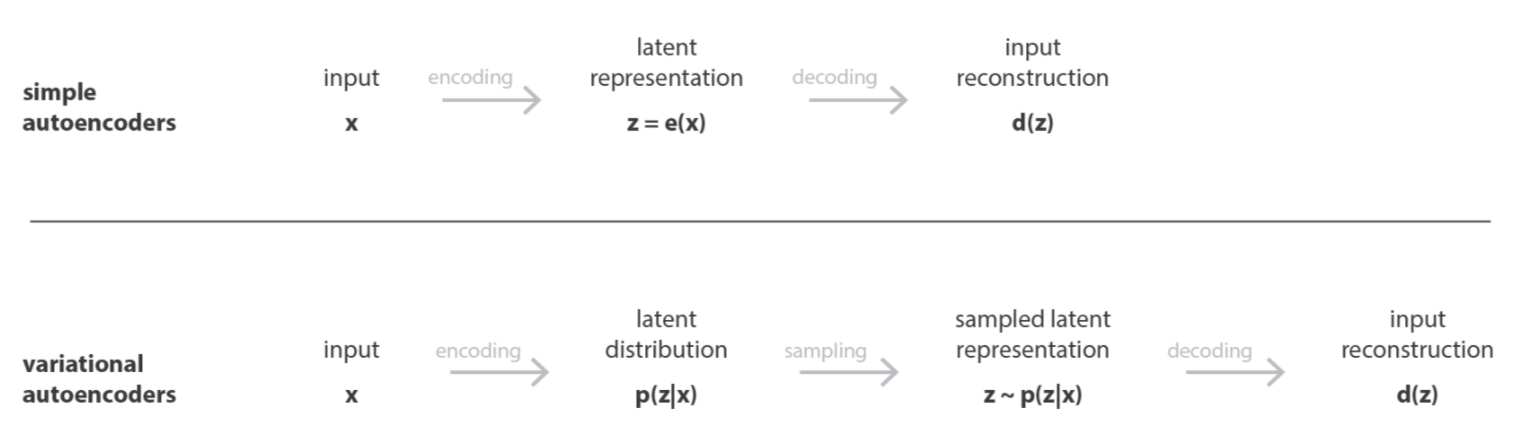 simple
autoencoders
input
x
encoding
latent
representation
z = e(x)
decoding
input
reconstruction
d(z)
variational
autoencoders
input
x
encoding
latent
distribution
p(z|x)
sampling
sampled latent
representation
z ~ p(z|x)
decoding
input
reconstruction
d(z)